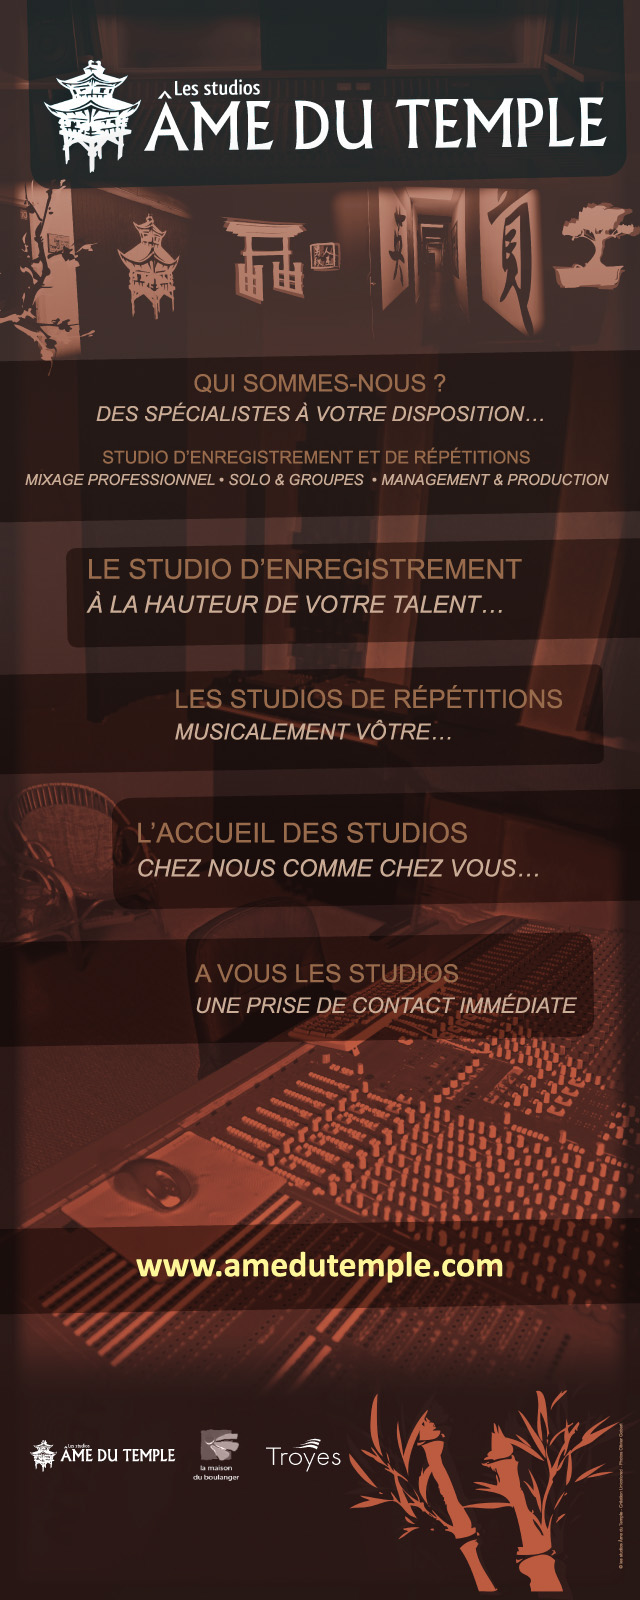 Les studios
ÂME DU TEMPLE
QUI SOMMES-NOUS ?
DES SPÉCIALISTES À VOTRE DISPOSITION…
STUDIO D’ENREGISTREMENT ET DE RÉPÉTITIONS
MIXAGE PROFESSIONNEL • SOLO & GROUPES • MANAGEMENT & PRODUCTION
LE STUDIO D’ENREGISTREMENT
À LA HAUTEUR DE VOTRE TALENT…
LES STUDIOS DE RÉPÉTITIONS
MUSICALEMENT VÔTRE…
L’ACCUEIL DES STUDIOS
CHEZ NOUS COMME CHEZ VOUS…
A VOUS LES STUDIOS
UNE PRISE DE CONTACT IMMÉDIATE
www.amedutemple.com
Les studios
ÂME DU TEMPLE
la maison
du boulanger
Troyes